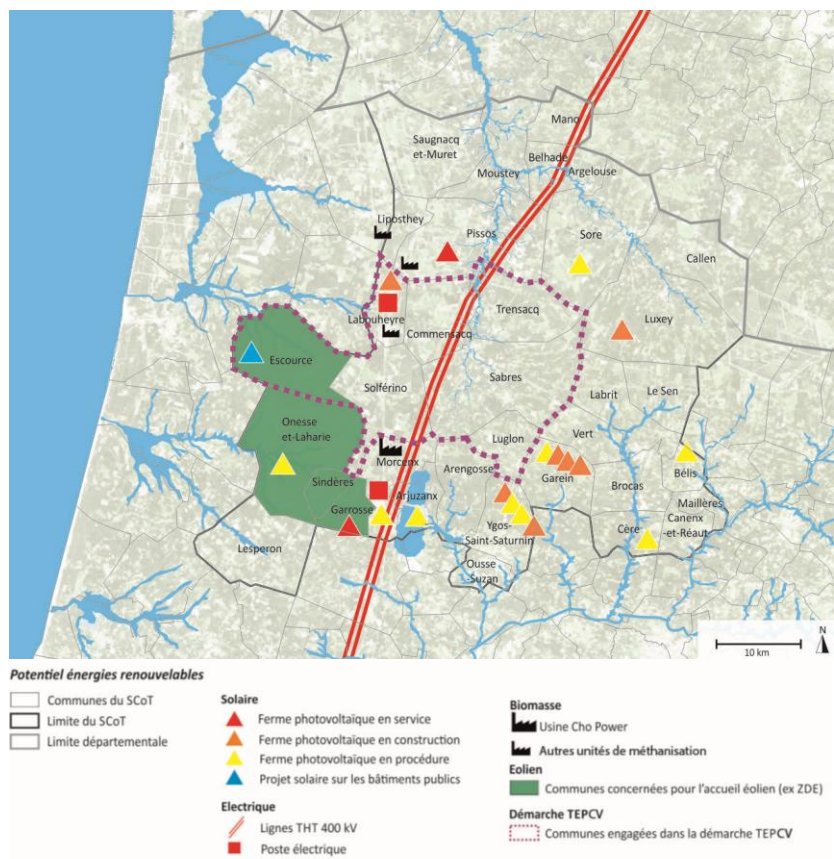 Mano
Saugnacq
et-Muret
Belhade
Moustey
Argelouse
Liposthey
Pissos
Sore
Callen
Trensacq
Labouheyre
Commensacq
Luxey
Escource
Solférino
Sabres
Labrit
Le Sen
Onesse
et-Laharie
Luglon
Vert
Morcenx
Arengosse
Garein
Bélis
Sindères
Arjuzanx
Brocas
Maillères
Garrosse
Canenx
-et-Réaut
Ygos-
Saint-Saturnin
Cère
Lesperon
Ousse
-Suzan
N
10 km
Potentiel énergies renouvelables
Communes du SCoT
Limite du SCoT
Limite départementale
Solaire
Ferme photovoltaïque en service
Ferme photovoltaïque en construction
Ferme photovoltaïque en procédure
Projet solaire sur les bâtiments publics
Electrique
Lignes THT 400 kV
Poste électrique
Biomasse
Usine Cho Power
Autres unités de méthanisation
Eolien
Communes concernées pour l'accueil éolien (ex ZDE)
Démarche TEPCV
Communes engagées dans la démarche TEPCV